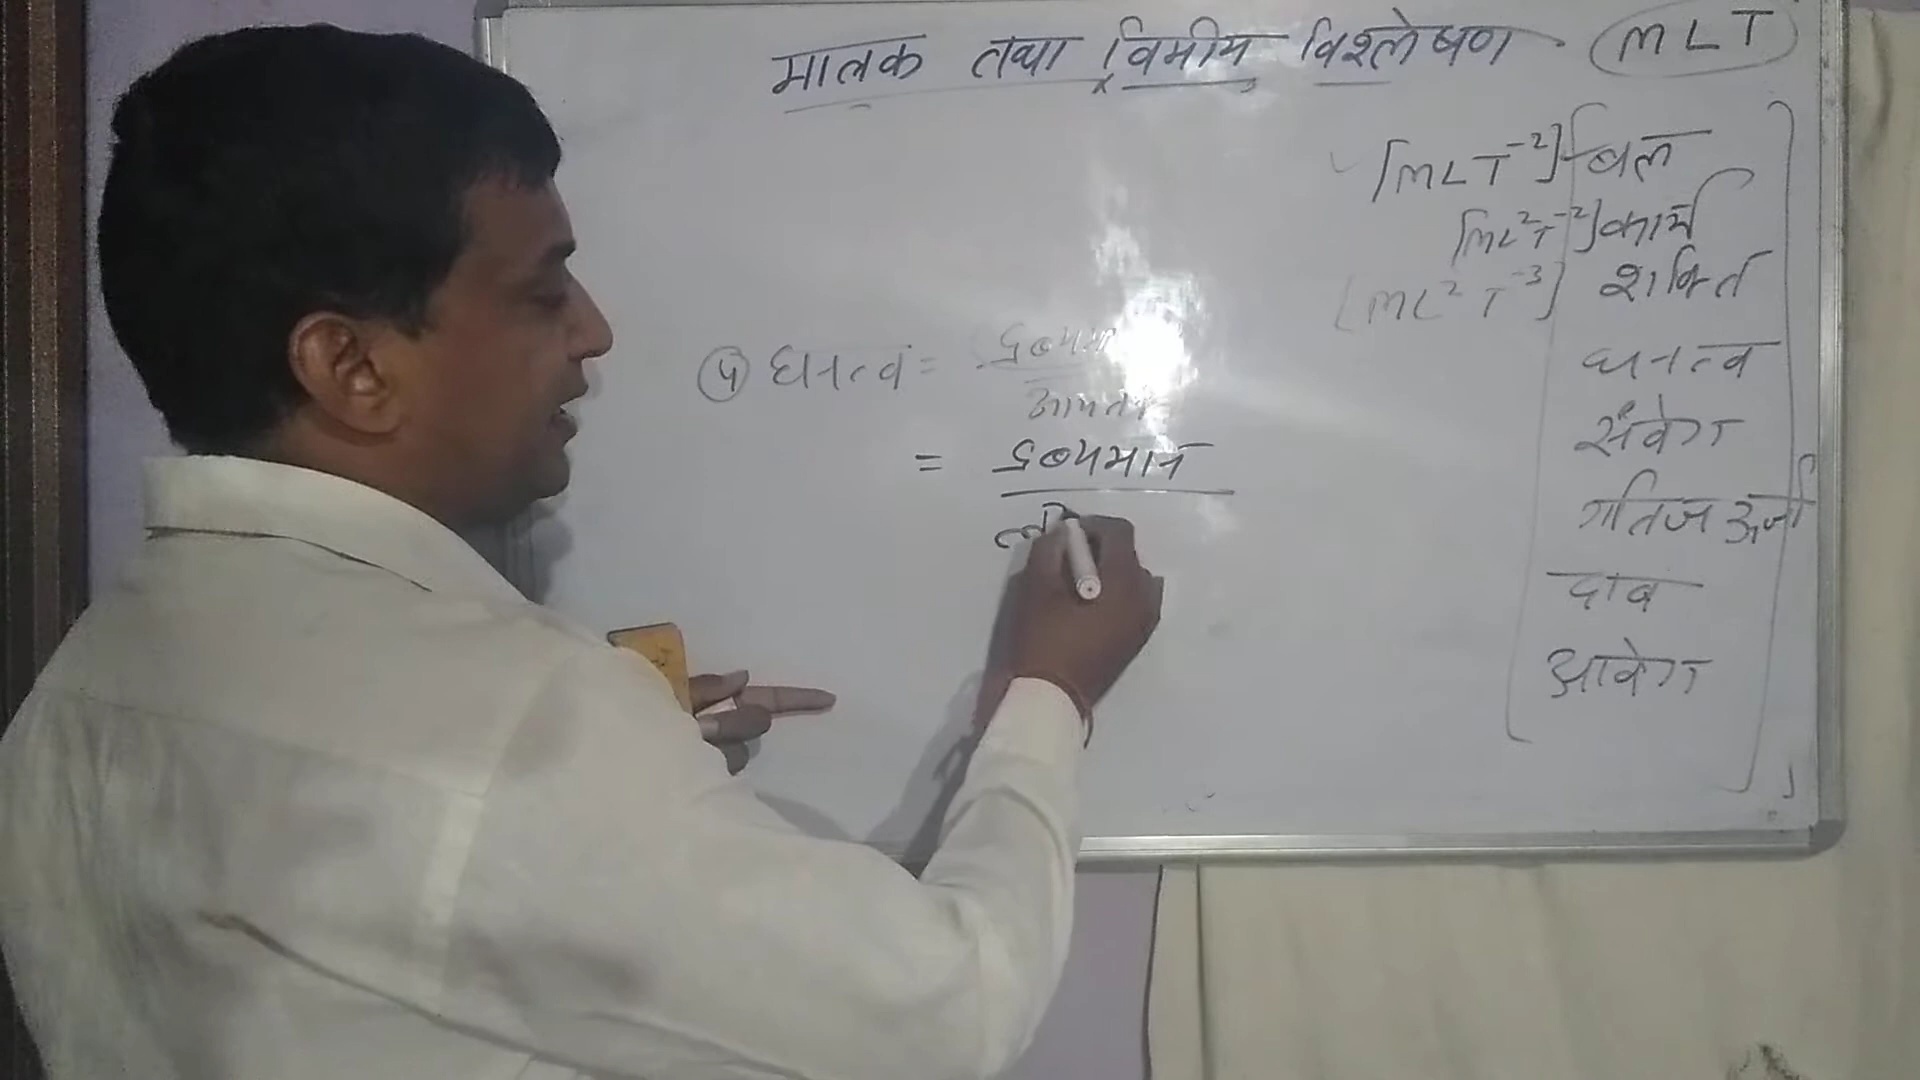 मात्रक तथा विमीय विश्लेषण MLT
[MLT⁻²] बल
[ML²T⁻²] कार्य
[ML²T⁻³] शक्ति
④ घनत्व = द्रव्यमान / आयतन
घनत्व
= द्रव्यमान
संवेग
गतिज ऊर्जा
दाब
आवेग